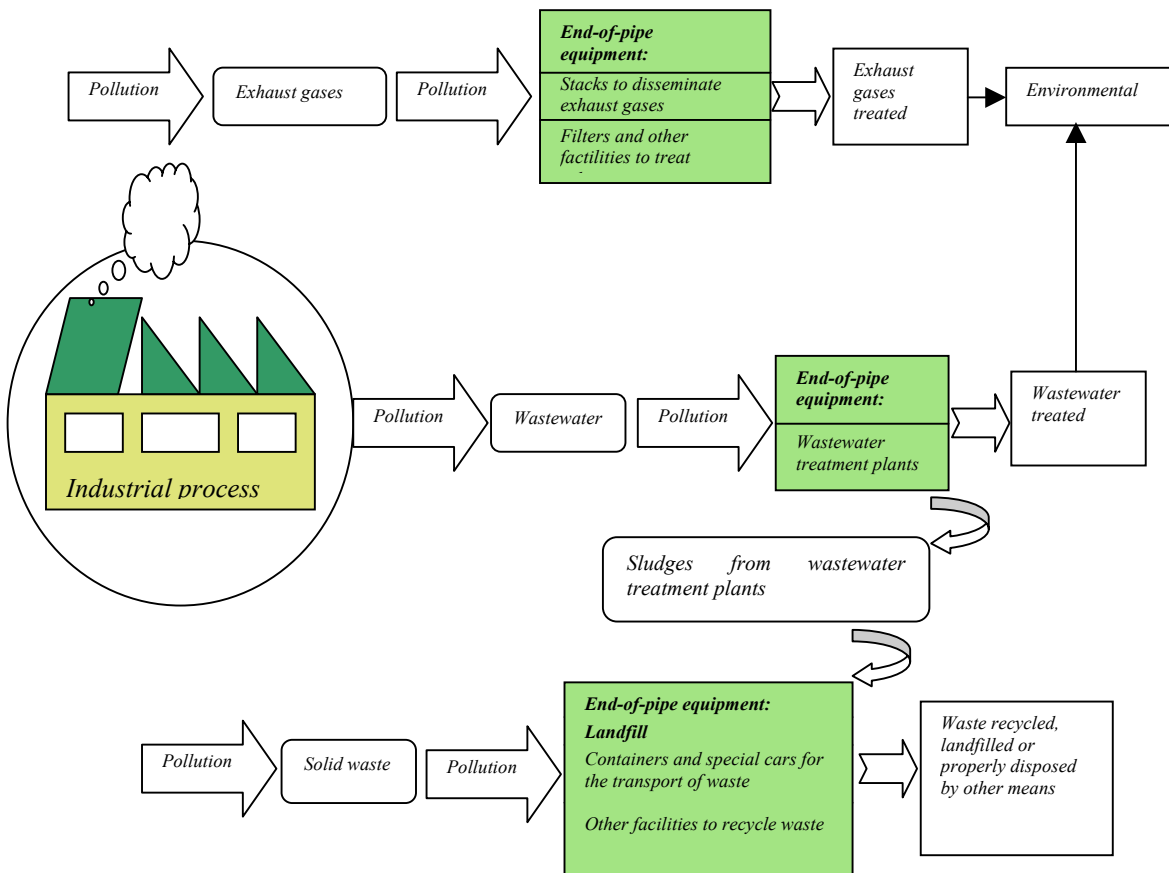 Pollution
Exhaust gases
Pollution
End-of-pipe
equipment:
Stacks to disseminate
exhaust gases
Filters and other
factilities to treat
Exhaust
gases
treated
Environmental
Industrial process
Pollution
Wastewater
Pollution
End-of-pipe
equipment:
Wastewater
treatment plants
Wastewater
treated
Sludges from wastewater
treatment plants
Pollution
Solid waste
Pollution
End-of-pipe equipment:
Landfill
Containers and special cars for
the transport of waste
Other facilities to recycle waste
Waste recycled,
landfilled or
properly disposed
by other means